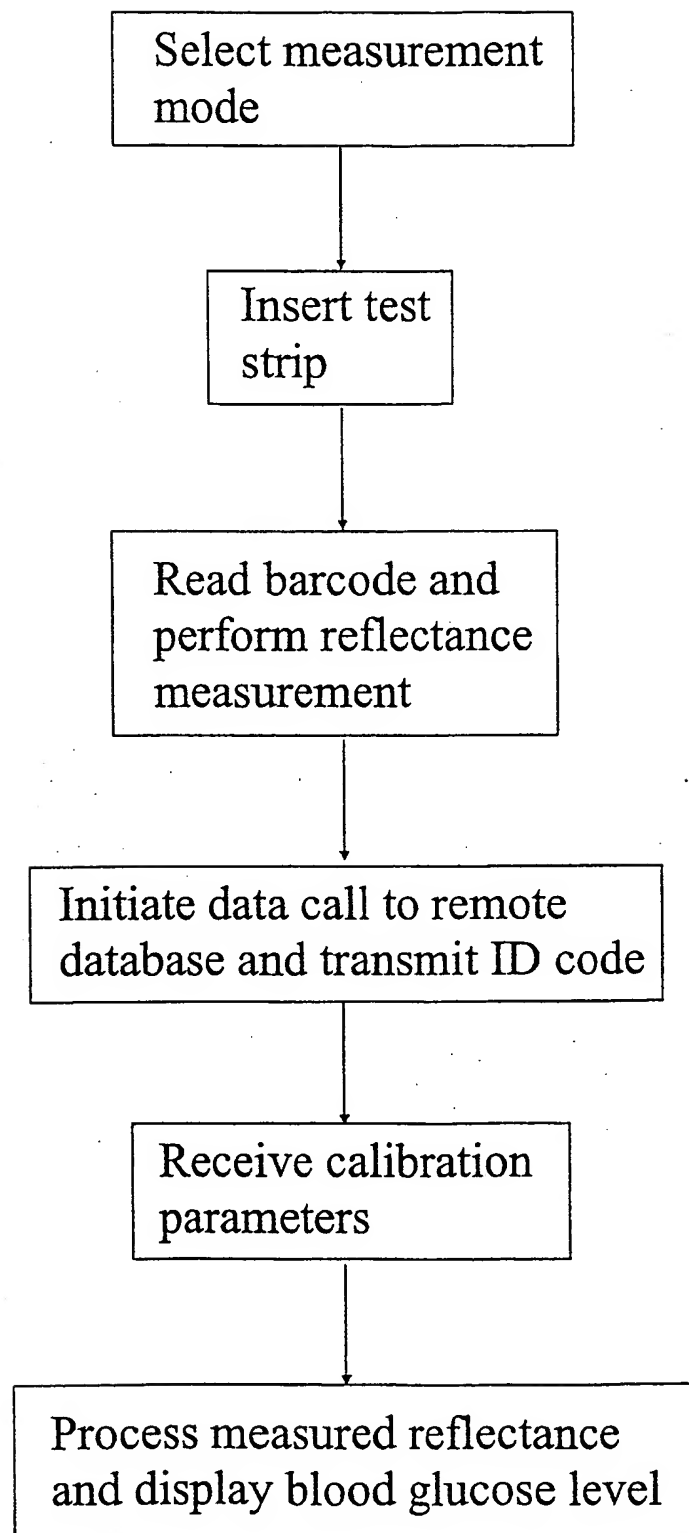 Select measurement
mode
Insert test
strip
Read barcode and
perform reflectance
measurement
Initiate data call to remote
database and transmit ID code
Receive calibration
parameters
Process measured reflectance
and display blood glucose level